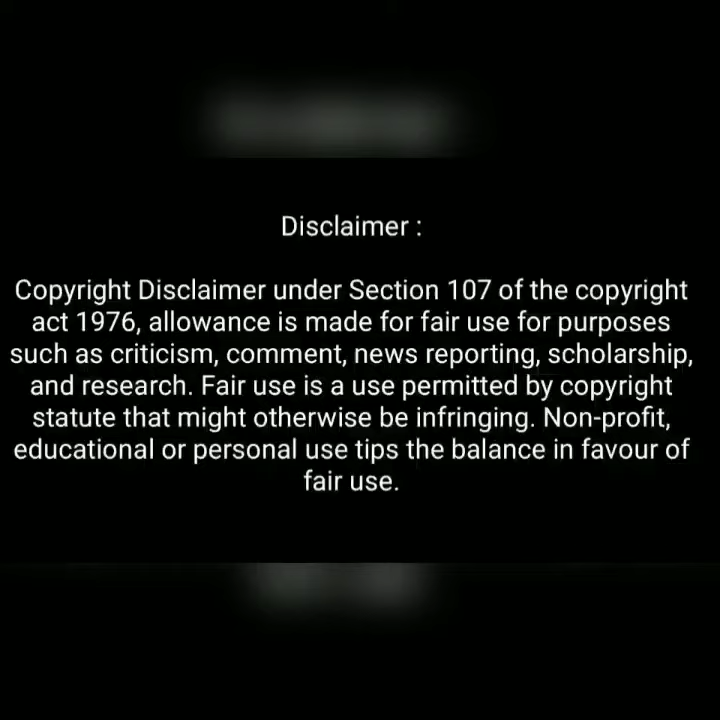 Disclaimer :
Copyright Disclaimer under Section 107 of the copyright
act 1976, allowance is made for fair use for purposes
such as criticism, comment, news reporting, scholarship,
and research. Fair use is a use permitted by copyright
statute that might otherwise be infringing. Non-profit,
educational or personal use tips the balance in favour of
fair use.